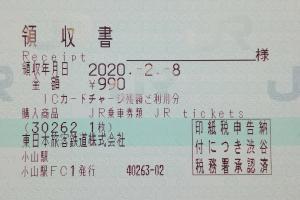 領収書
Receipt 様
領収年月日 2020.-2.-8
金額 ¥990
ICカードチャージ残額ご利用分
購入商品 JR乗車券類 JR tickets
(30262 1枚)
東日本旅客鉄道株式会社
小山駅
小山駅FC1発行 40263-02
印紙税申告納
付につき渋谷
税務署承認済